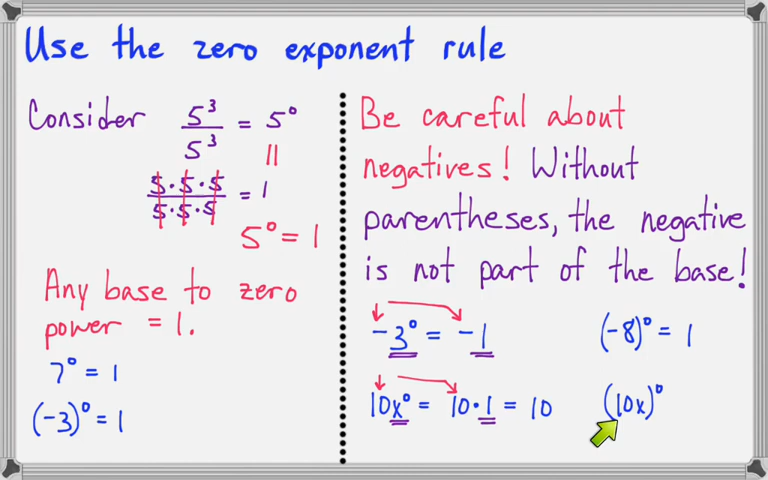 Use the zero exponent rule
Consider 5³/5³ = 5⁰
||
5·5·5/5·5·5 = 1
5⁰ = 1
Any base to zero
power = 1.
7⁰ = 1
(-3)⁰ = 1
Be careful about
negatives! Without
parentheses, the negative
is not part of the base!
-3⁰ = -1
(-8)⁰ = 1
10x⁰ = 10·1 = 10
(10x)⁰